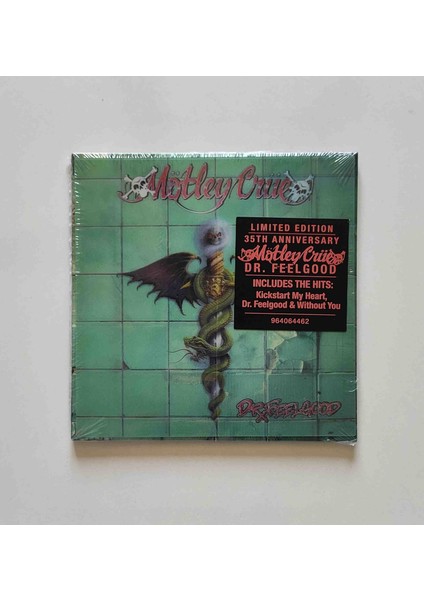 Mötley Crüe
LIMITED EDITION
35TH ANNIVERSARY
Mötley Crüe
DR. FEELGOOD
INCLUDES THE HITS:
Kickstart My Heart,
Dr. Feelgood & Without You
964064462
DR. FEELGOOD